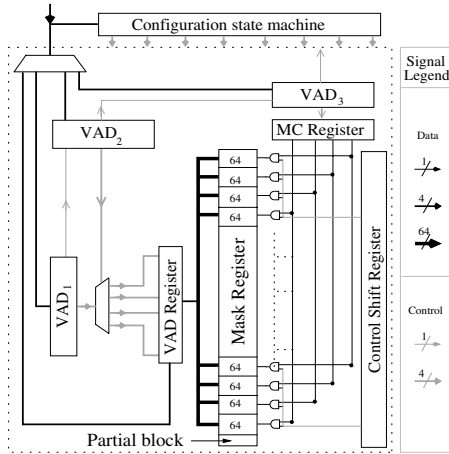 Configuration state machine
Signal
Legend
VAD3
VAD2
MC Register
Data
1
4
64
64
64
64
64
VAD1
VAD Register
Mask Register
Control Shift Register
Control
1
4
64
64
64
64
Partial block